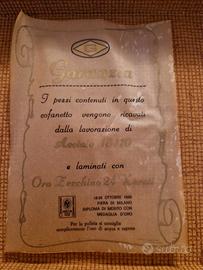 G
Garanzia
I pezzi contenuti in questo
cofanetto vengono ricavati
dalla lavorazione di
Acciaio 18/10
e laminati con
Oro Zecchino 24 Karati
OTTOBRE
FIERA DI MILANO
DIPLOMA DI MERITO CON
MEDAGLIA D'ORO
Per la pulizia si consiglia
semplicemente l'uso di acqua e sapone
subito